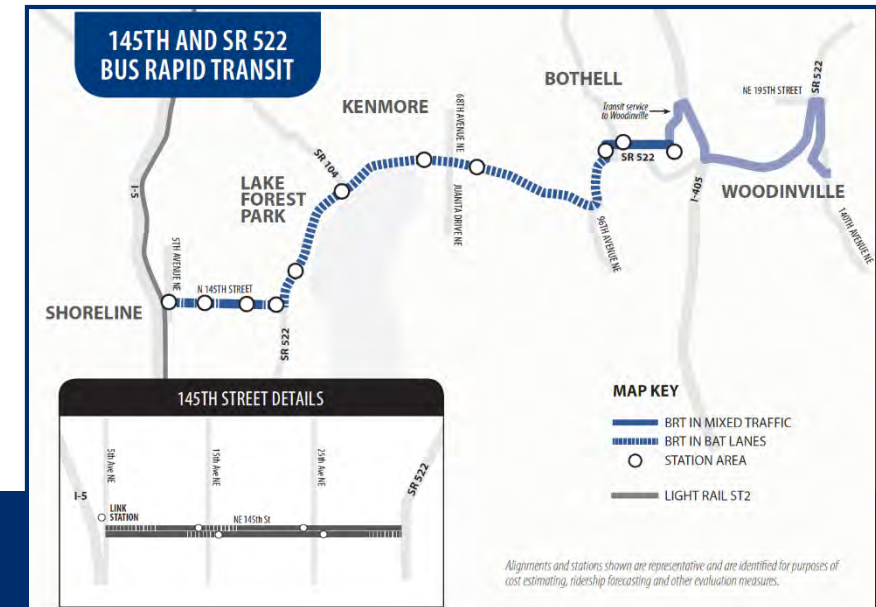 145TH AND SR 522
BUS RAPID TRANSIT
BOTHELL
SR 522
NE 195TH STREET
Transit service
to Woodinville
KENMORE
68TH AVENUE NE
SR 104
SR 522
I-5
LAKE
FOREST
PARK
JUANITA DRIVE NE
I-405
WOODINVILLE
96TH AVENUE NE
140TH AVENUE NE
5TH AVENUE NE
N 145TH STREET
SHORELINE
SR 522
145TH STREET DETAILS
5th Ave NE
15th Ave NE
25th Ave NE
I-5
SR 522
LINK
STATION
NE 145th St
MAP KEY
BRT IN MIXED TRAFFIC
BRT IN BAT LANES
STATION AREA
LIGHT RAIL ST2
Alignments and stations shown are representative and are identified for purposes of
cost estimating, ridership forecasting and other evaluation measures.